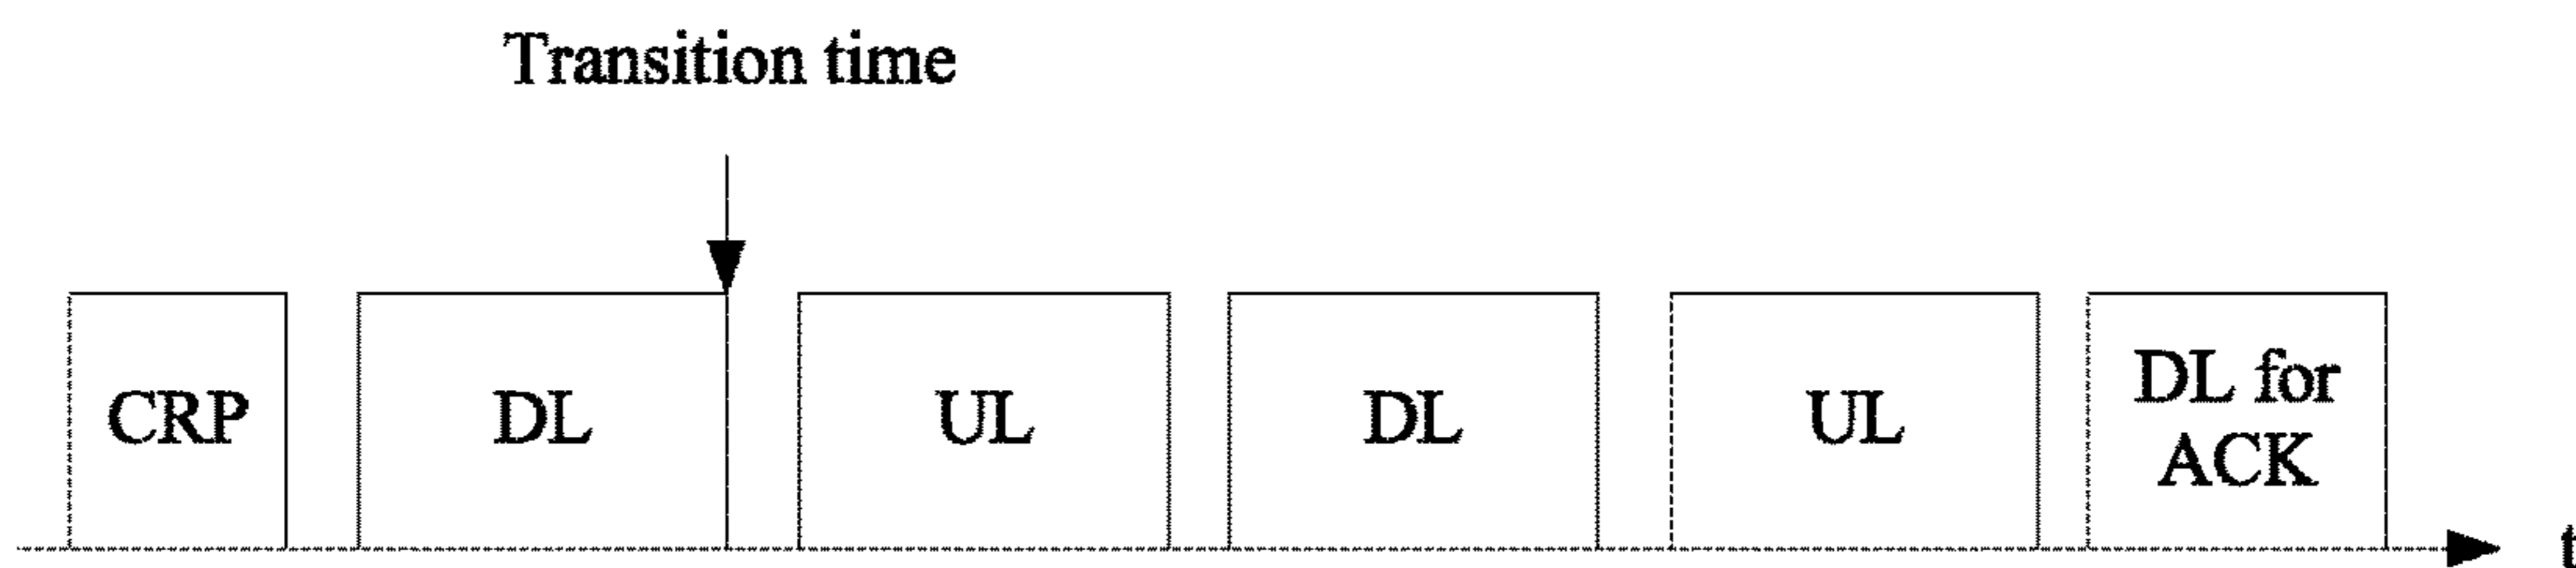 Transition time
CRP
DL
UL
DL
UL
DL for
ACK
t